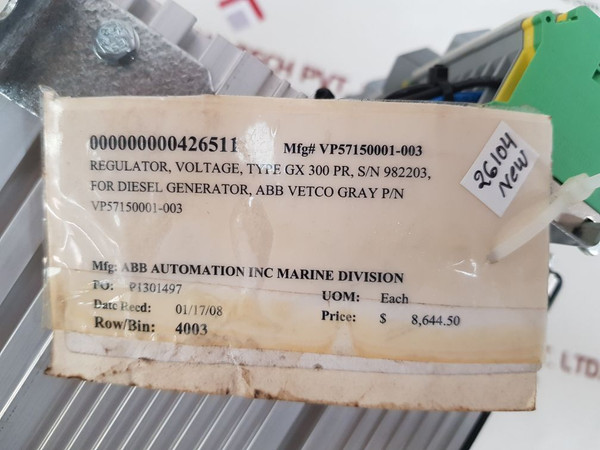 000000000426511 Mfg# VP57150001-003
REGULATOR, VOLTAGE, TYPE GX 300 PR, S/N 982203,
FOR DIESEL GENERATOR, ABB VETCO GRAY P/N
VP57150001-003
26104
New
Mfg: ABB AUTOMATION INC MARINE DIVISION
PO: P1301497 UOM: Each
Date Recd: 01/17/08 Price: $ 8,644.50
Row/Bin: 4003